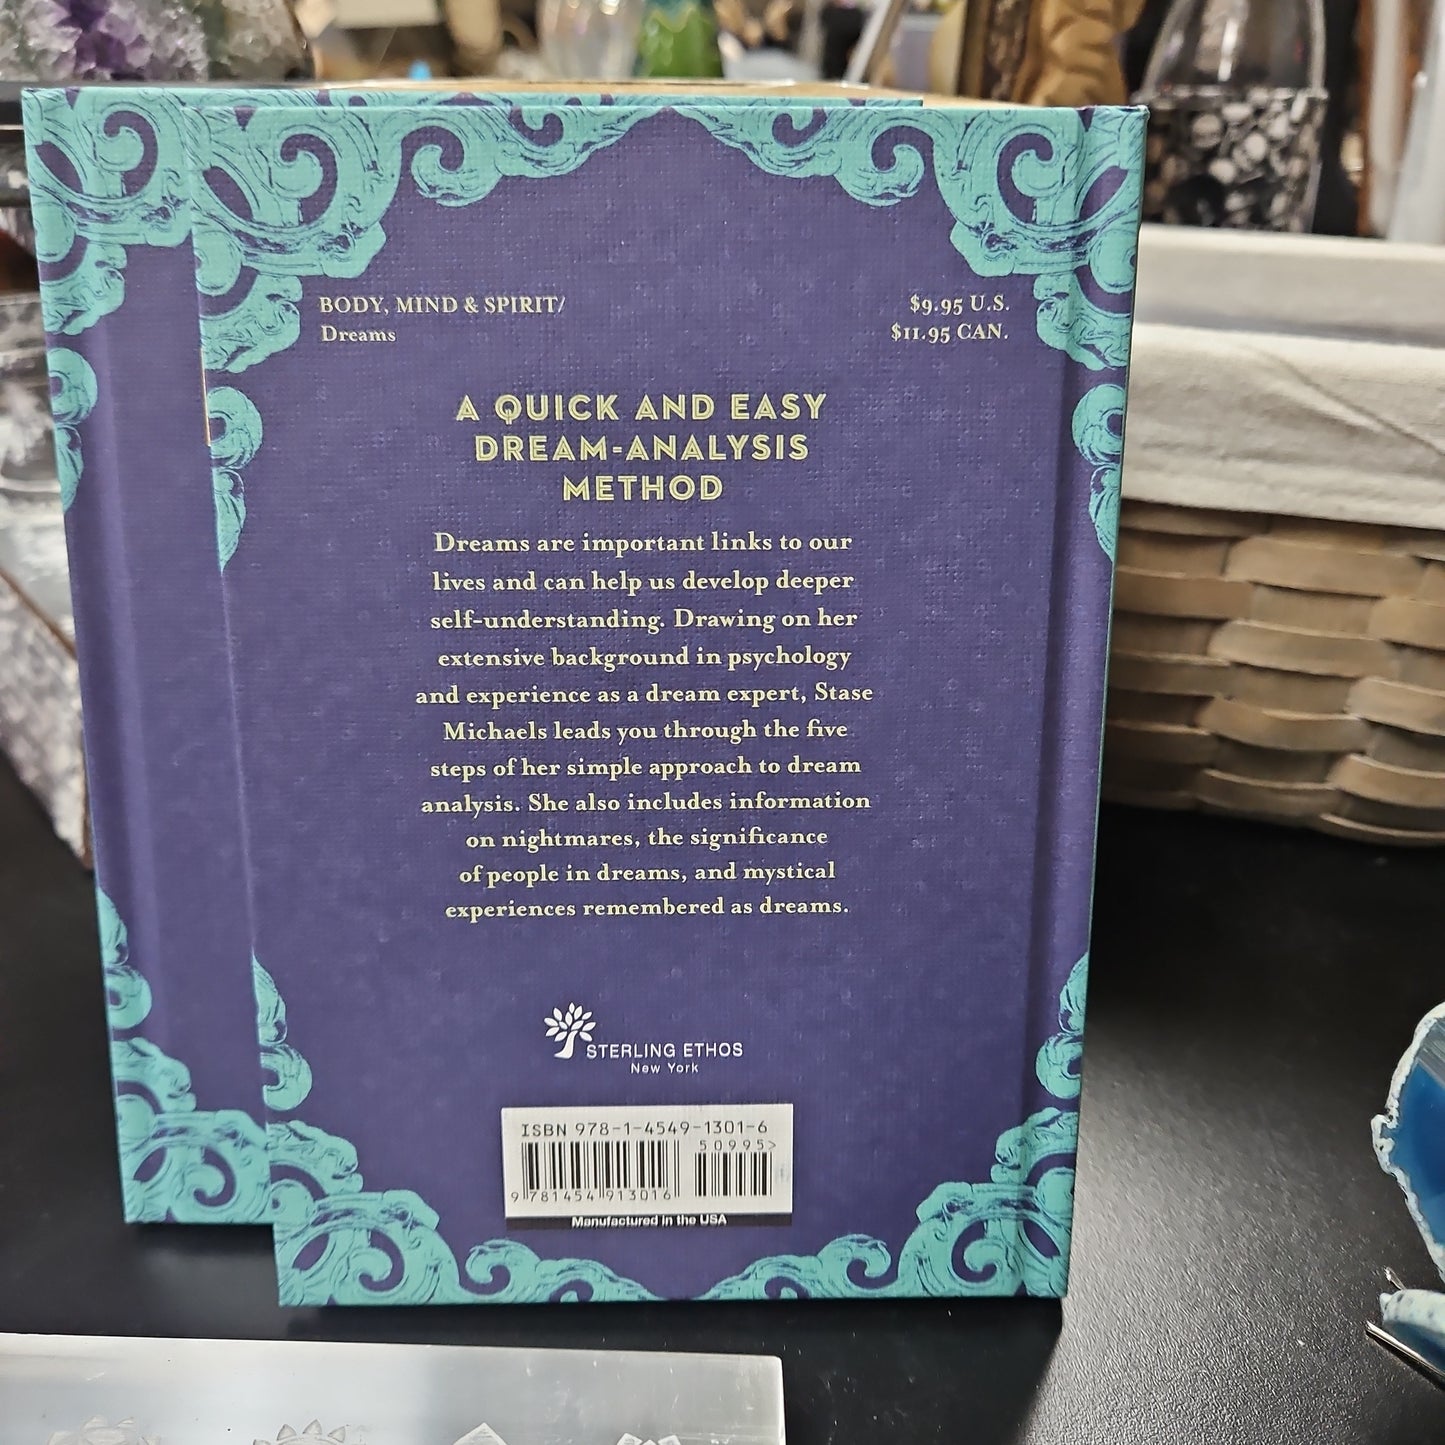 BODY, MIND & SPIRIT/
Dreams
$9.95 U.S.
$11.95 CAN.
A QUICK AND EASY
DREAM-ANALYSIS
METHOD
Dreams are important links to our
lives and can help us develop deeper
self-understanding. Drawing on her
extensive background in psychology
and experience as a dream expert, Stase
Michaels leads you through the five
steps of her simple approach to dream
analysis. She also includes information
on nightmares, the significance
of people in dreams, and mystical
experiences remembered as dreams.
STERLING ETHOS
New York
ISBN 978-1-4549-1301-6
50995>
9 781454 913016
Manufactured in the USA